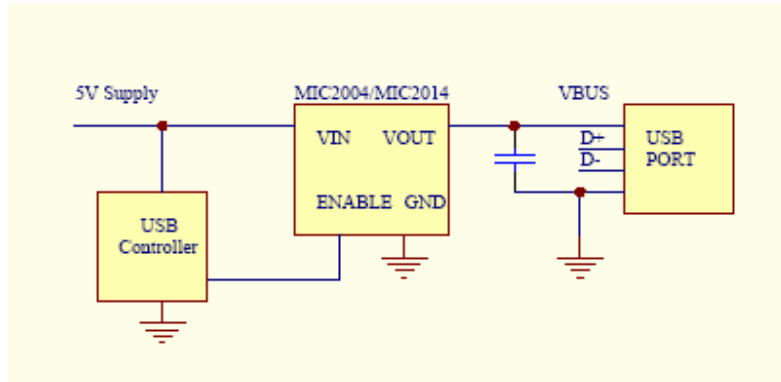 5V Supply
MIC2004/MIC2014
VBUS
VIN
VOUT
D+
D-
USB
PORT
ENABLE
GND
USB
Controller